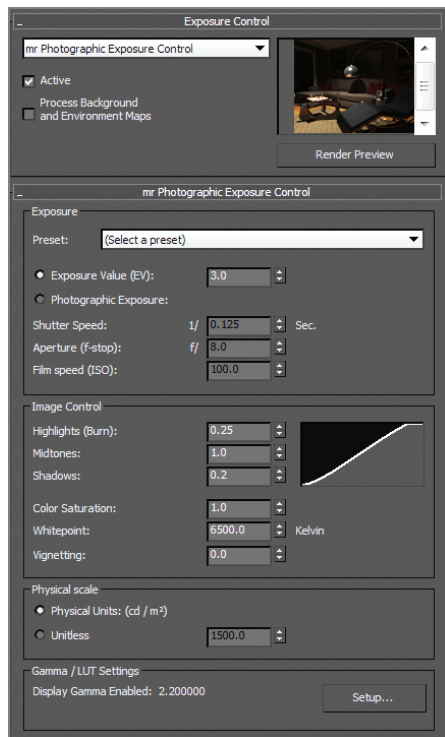 Exposure Control
mr Photographic Exposure Control
Active
Process Background
and Environment Maps
Render Preview
mr Photographic Exposure Control
Exposure
Preset: (Select a preset)
Exposure Value (EV): 3.0
Photographic Exposure:
Shutter Speed: 1/ 0.125 Sec.
Aperture (f-stop): f/ 8.0
Film speed (ISO): 100.0
Image Control
Highlights (Burn): 0.25
Midtones: 1.0
Shadows: 0.2
Color Saturation: 1.0
Whitepoint: 6500.0 Kelvin
Vignetting: 0.0
Physical scale
Physical Units: (cd / m²)
Unitless 1500.0
Gamma / LUT Settings
Display Gamma Enabled: 2.200000
Setup...